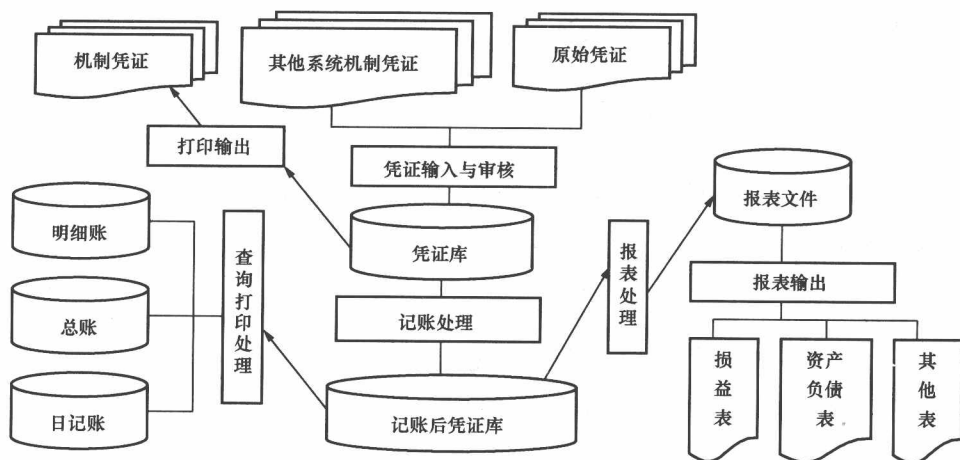 机制凭证
其他系统机制凭证
原始凭证
打印输出
凭证输入与审核
报表文件
明细账
查询打印处理
凭证库
报表处理
报表输出
总账
记账处理
损益表
资产
负债
表
其他表
日记账
记账后凭证库